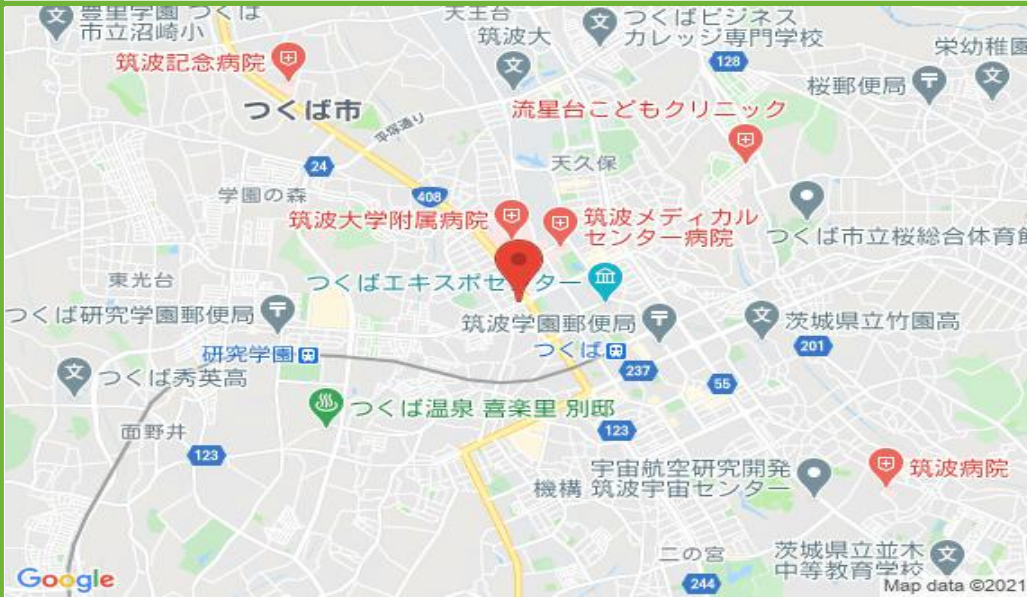 豊里学園 つくば
市立沼崎小
天王台
つくばビジネス
カレッジ専門学校
筑波大
栄幼稚園
筑波記念病院
128
桜郵便局
つくば市
流星台こどもクリニック
平塚通り
24
天久保
学園の森
408
筑波大学附属病院
筑波メディカル
センター病院
つくば市立桜総合体育館
東光台
つくばエキスポセンター
つくば研究学園郵便局
筑波学園郵便局
茨城県立竹園高
201
研究学園
つくば
237
つくば秀英高
55
つくば温泉 喜楽里 別邸
面野井
123
123
宇宙航空研究開発
機構 筑波宇宙センター
筑波病院
二の宮
茨城県立並木
中等教育学校
244
Google
Map data ©2021